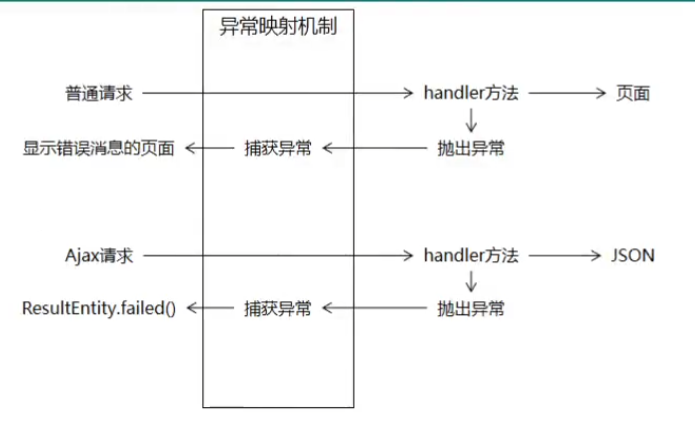 异常映射机制
普通请求 handler方法 页面
显示错误消息的页面 捕获异常 抛出异常
Ajax请求 handler方法 JSON
ResultEntity.failed() 捕获异常 抛出异常